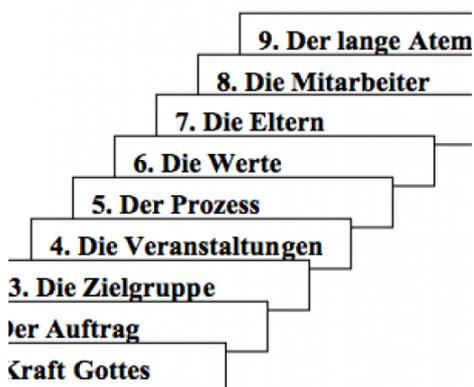 9. Der lange Atem
8. Die Mitarbeiter
7. Die Eltern
6. Die Werte
5. Der Prozess
4. Die Veranstaltungen
3. Die Zielgruppe
Der Auftrag
Kraft Gottes